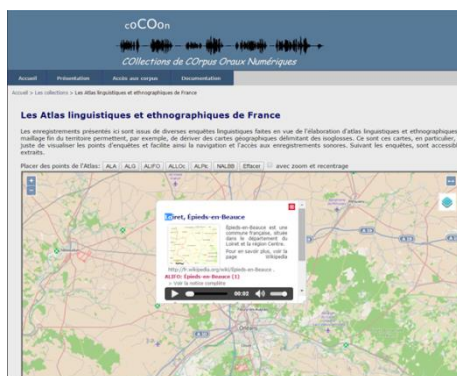 coCOon
COllections de COrpus Oraux Numériques
Accueil Présentation Accès aux corpus Documentation
Accueil > Les collections > Les Atlas linguistiques et ethnographiques de France
Les Atlas linguistiques et ethnographiques de France
Les enregistrements présentés ici sont issus de diverses enquêtes linguistiques faites en vue de l'élaboration d'atlas linguistiques et ethnographiques
maillage fin du territoire permettent, par exemple, de dériver des cartes géographiques délimitant des isoglosses. Ce sont ces cartes, en particulier,
juste de visualiser les points d'enquêtes et facilite ainsi la navigation et l'accès aux enregistrements sonores. Suivant les enquêtes, sont accessibl
extraits.
Placer des points de l'Atlas: ALA ALG ALIFO ALLOc ALPic NALBB Effacer avec zoom et recentrage
Loiret, Épieds-en-Beauce
Épieds-en-Beauce est une
commune française, située
dans le département du
Loiret et la région Centre.
Pour en savoir plus, voir la
page Wikipedia
http://fr.wikipedia.org/wiki/Épieds-en-Beauce .
ALIFO: Épieds-en-Beauce (1)
» Voir la notice complète
00:02
Orléans